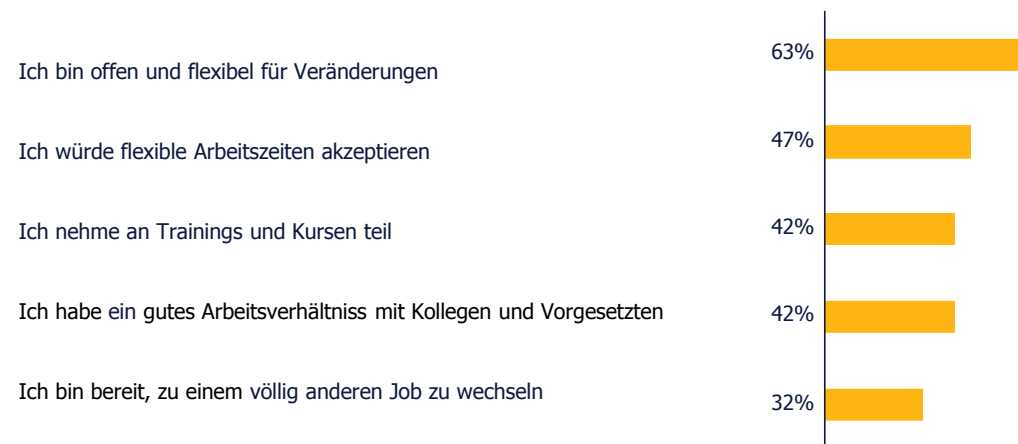 Ich bin offen und flexibel für Veränderungen 63%
Ich würde flexible Arbeitszeiten akzeptieren 47%
Ich nehme an Trainings und Kursen teil 42%
Ich habe ein gutes Arbeitsverhältniss mit Kollegen und Vorgesetzten 42%
Ich bin bereit, zu einem völlig anderen Job zu wechseln 32%